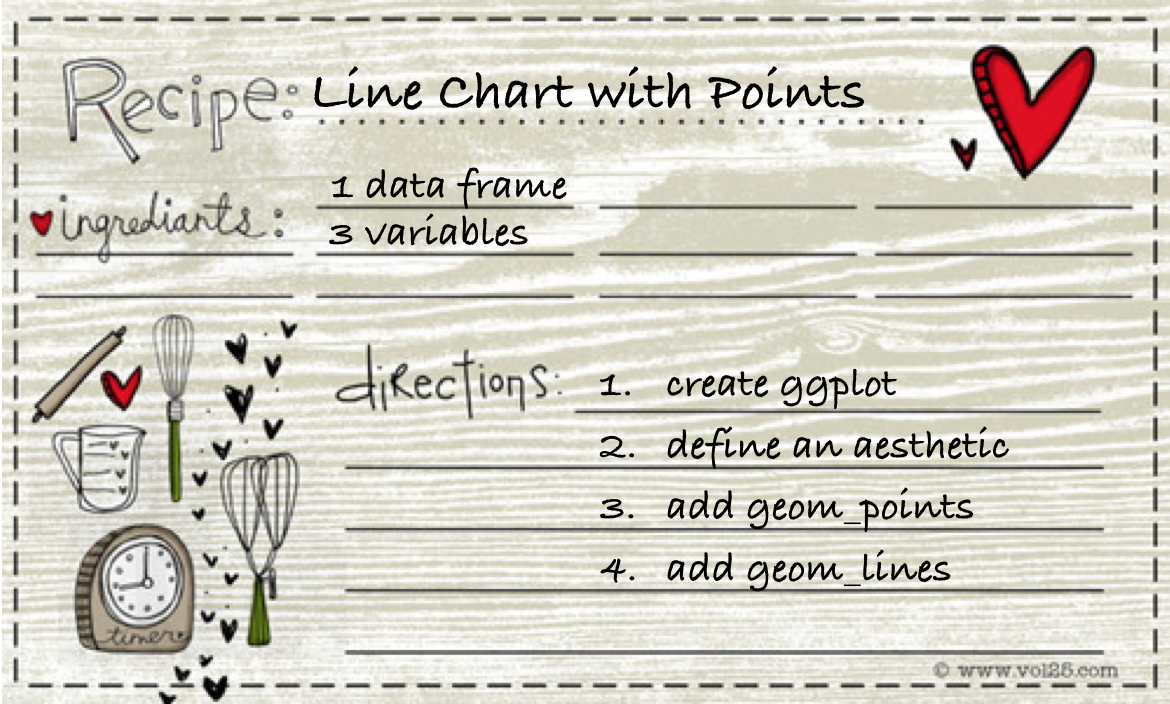 Recipe: Line Chart with Points
1 data frame
ingrediants:
3 variables
directions: 1. create ggplot
2. define an aesthetic
3. add geom_points
4. add geom_lines
timer
© www.vol25.com